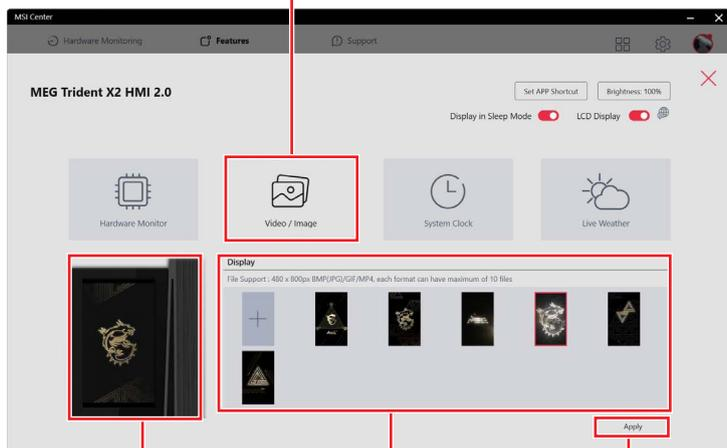 MSI Center
Hardware Monitoring
Features
Support
MEG Trident X2 HMI 2.0
Set APP Shortcut
Brightness: 100%
Display in Sleep Mode
LCD Display
Hardware Monitor
Video / Image
System Clock
Live Weather
Display
File Support : 480 x 800px BMP(JPG)/GIF/MP4, each format can have maximum of 10 files
Apply